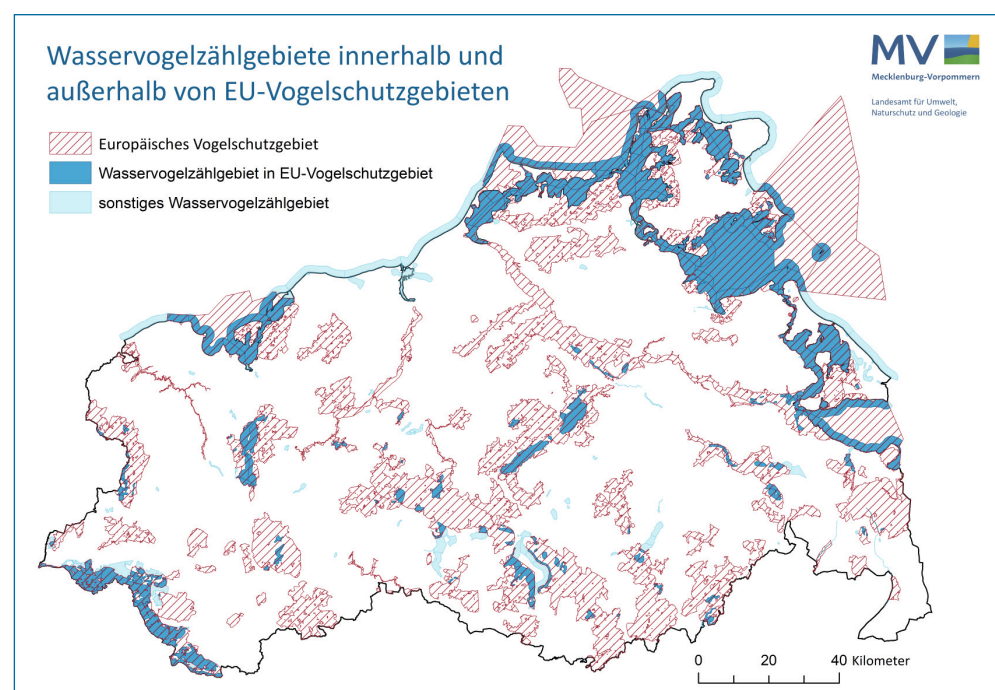 Wasservogelzählgebiete innerhalb und
außerhalb von EU-Vogelschutzgebieten
MV
Mecklenburg-Vorpommern
Landesamt für Umwelt,
Naturschutz und Geologie
Europäisches Vogelschutzgebiet
Wasservogelzählgebiet in EU-Vogelschutzgebiet
sonstiges Wasservogelzählgebiet
0 20 40 Kilometer